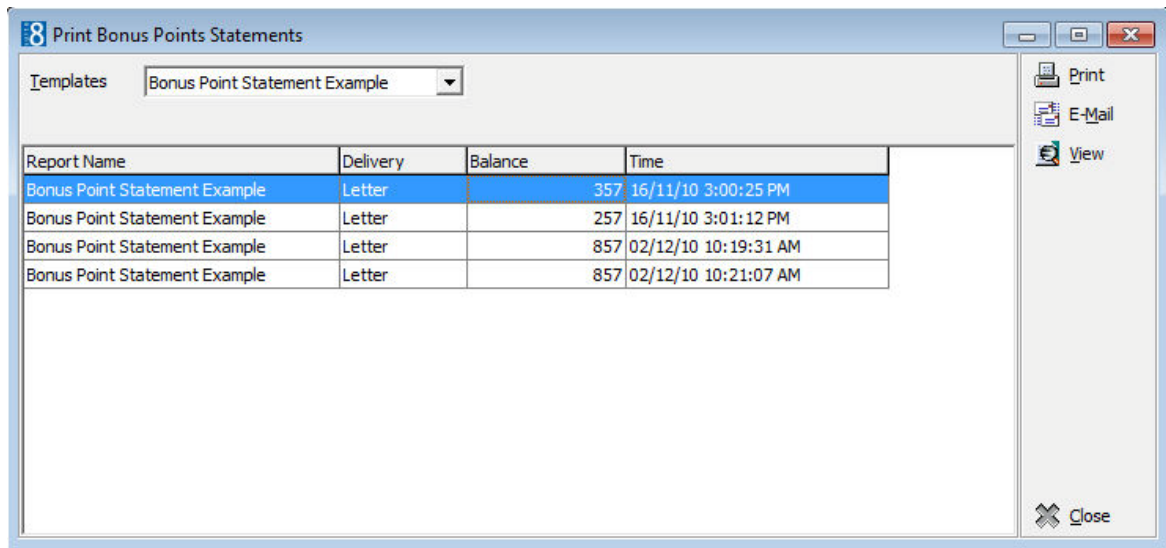 8 Print Bonus Points Statements
Templates Bonus Point Statement Example
Print
E-Mail
View
Report Name Delivery Balance Time
Bonus Point Statement Example Letter 357 16/11/10 3:00:25 PM
Bonus Point Statement Example Letter 257 16/11/10 3:01:12 PM
Bonus Point Statement Example Letter 857 02/12/10 10:19:31 AM
Bonus Point Statement Example Letter 857 02/12/10 10:21:07 AM
Close